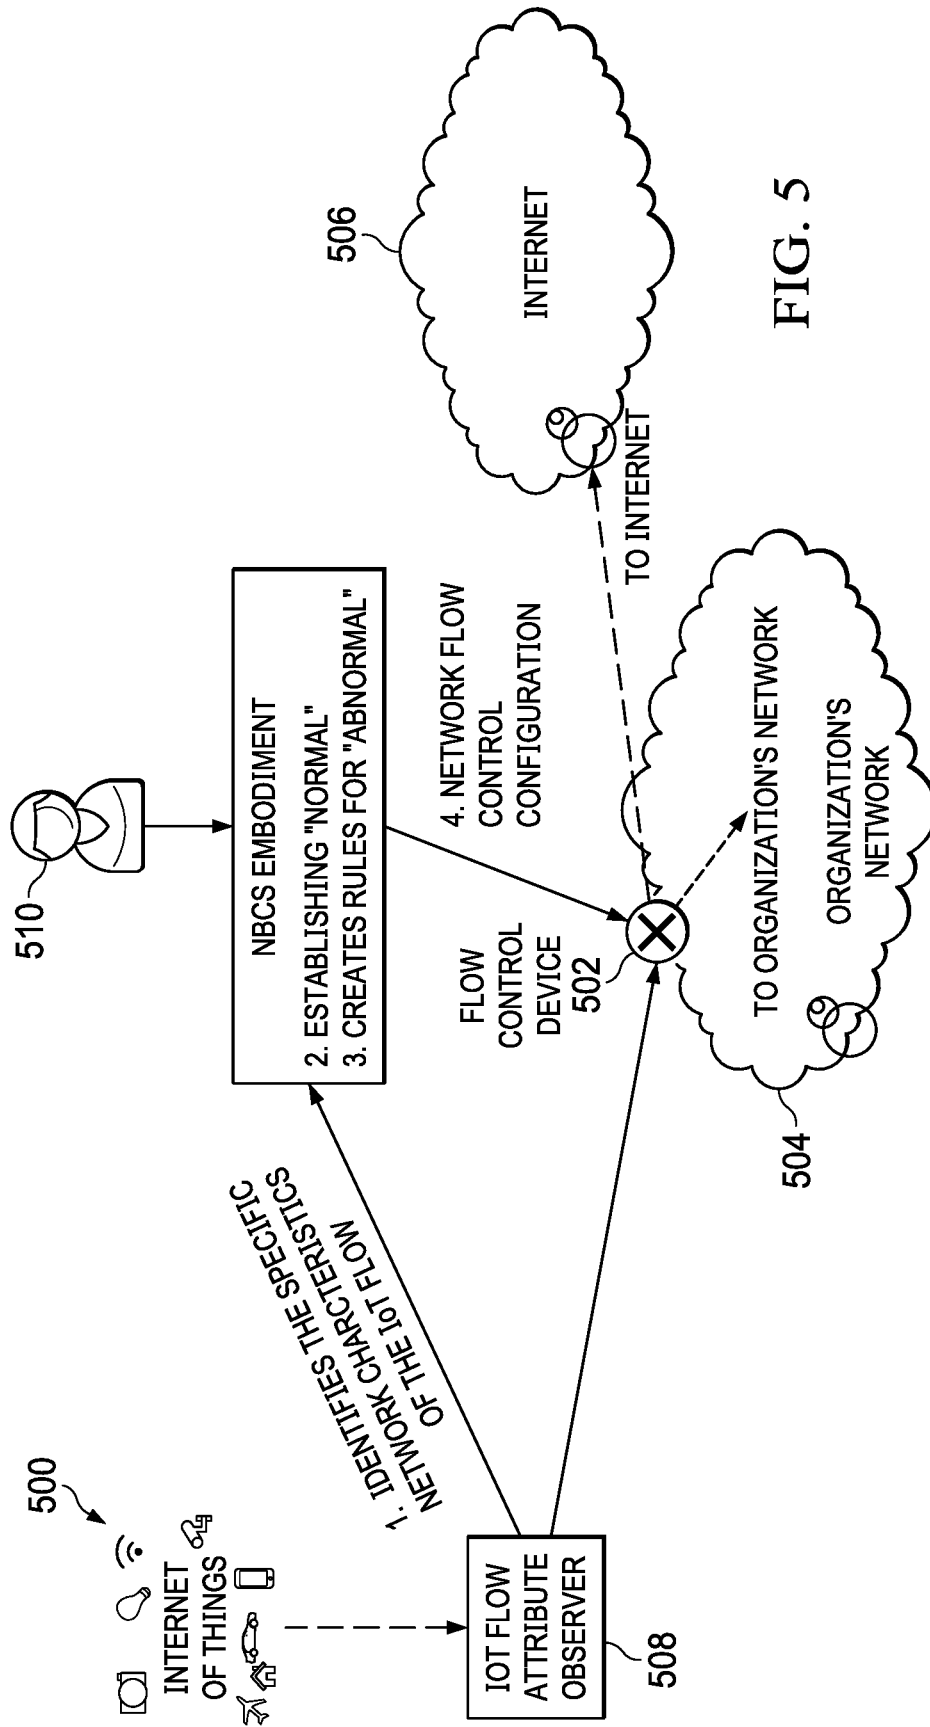 500
INTERNET
OF THINGS
IOT FLOW
ATTRIBUTE
OBSERVER
508
1. IDENTIFIES THE SPECIFIC
NETWORK CHARCTERISTICS
OF THE IoT FLOW
510
NBCS EMBODIMENT
2. ESTABLISHING "NORMAL"
3. CREATES RULES FOR "ABNORMAL"
4. NETWORK FLOW
CONTROL
CONFIGURATION
FLOW
CONTROL
DEVICE
502
TO INTERNET
506
INTERNET
TO ORGANIZATION'S NETWORK
ORGANIZATION'S
NETWORK
504
FIG. 5